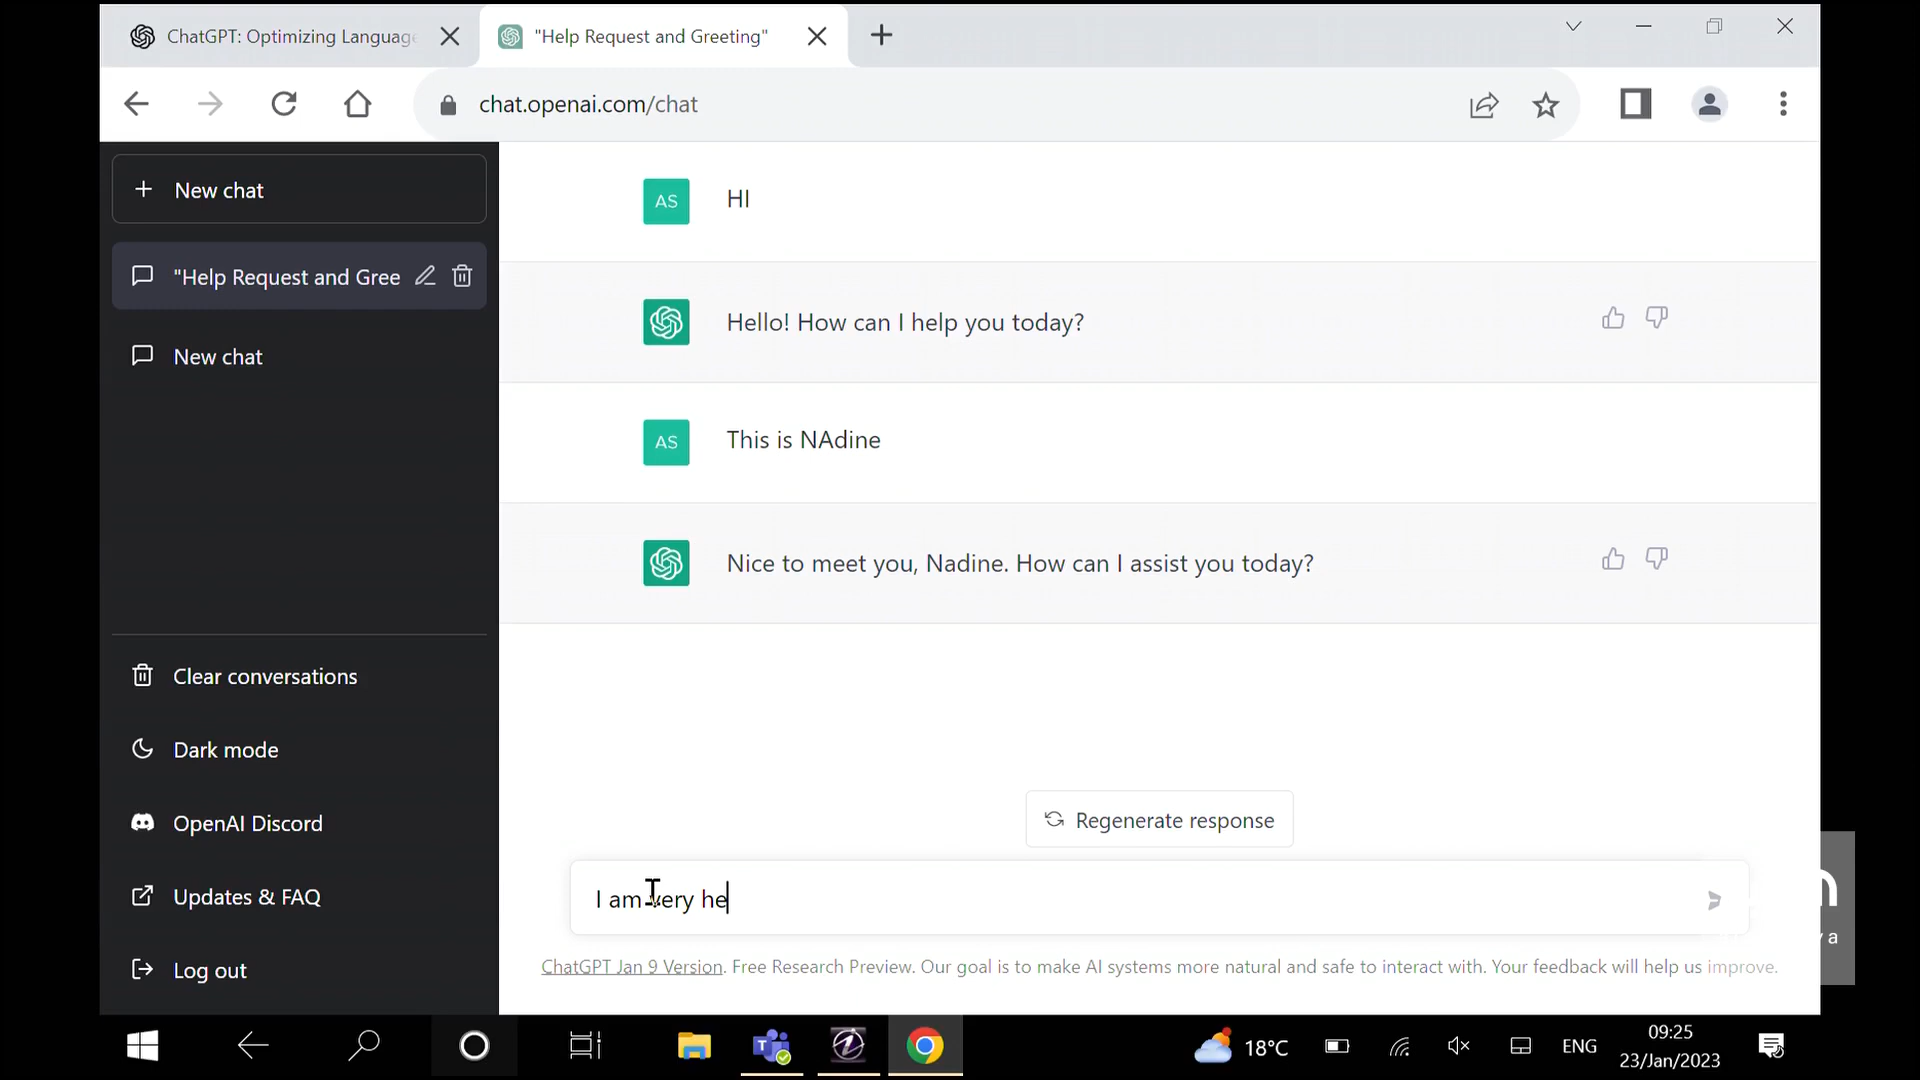 ChatGPT: Optimizing Language
"Help Request and Greeting"
chat.openai.com/chat
New chat
"Help Request and Gree
New chat
AS
HI
Hello! How can I help you today?
AS
This is NAdine
Nice to meet you, Nadine. How can I assist you today?
Clear conversations
Dark mode
OpenAI Discord
Updates & FAQ
Log out
Regenerate response
I am very he
ChatGPT Jan 9 Version. Free Research Preview. Our goal is to make AI systems more natural and safe to interact with. Your feedback will help us improve.
18°C
ENG
09:25
23/Jan/2023